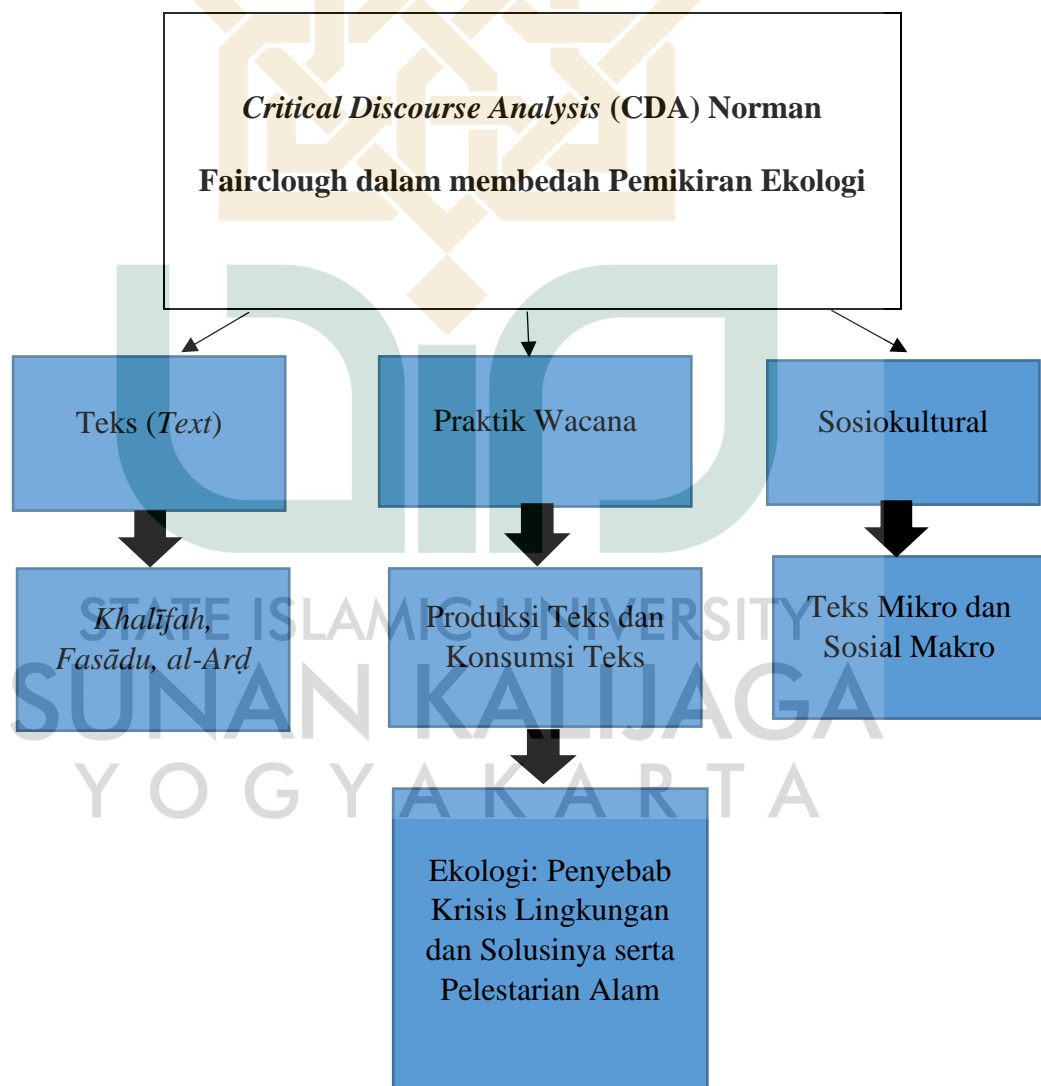 Critical Discourse Analysis (CDA) Norman
Fairclough dalam membedah Pemikiran Ekologi
Teks (Text)
Praktik Wacana
Sosiokultural
Khalīfah,
Fasādu, al-Arḍ
Produksi Teks dan
Konsumsi Teks
Teks Mikro dan
Sosial Makro
STATE ISLAMIC UNIVERSITY
SUNAN KALIJAGA
YOGYAKARTA
Ekologi: Penyebab
Krisis Lingkungan
dan Solusinya serta
Pelestarian Alam